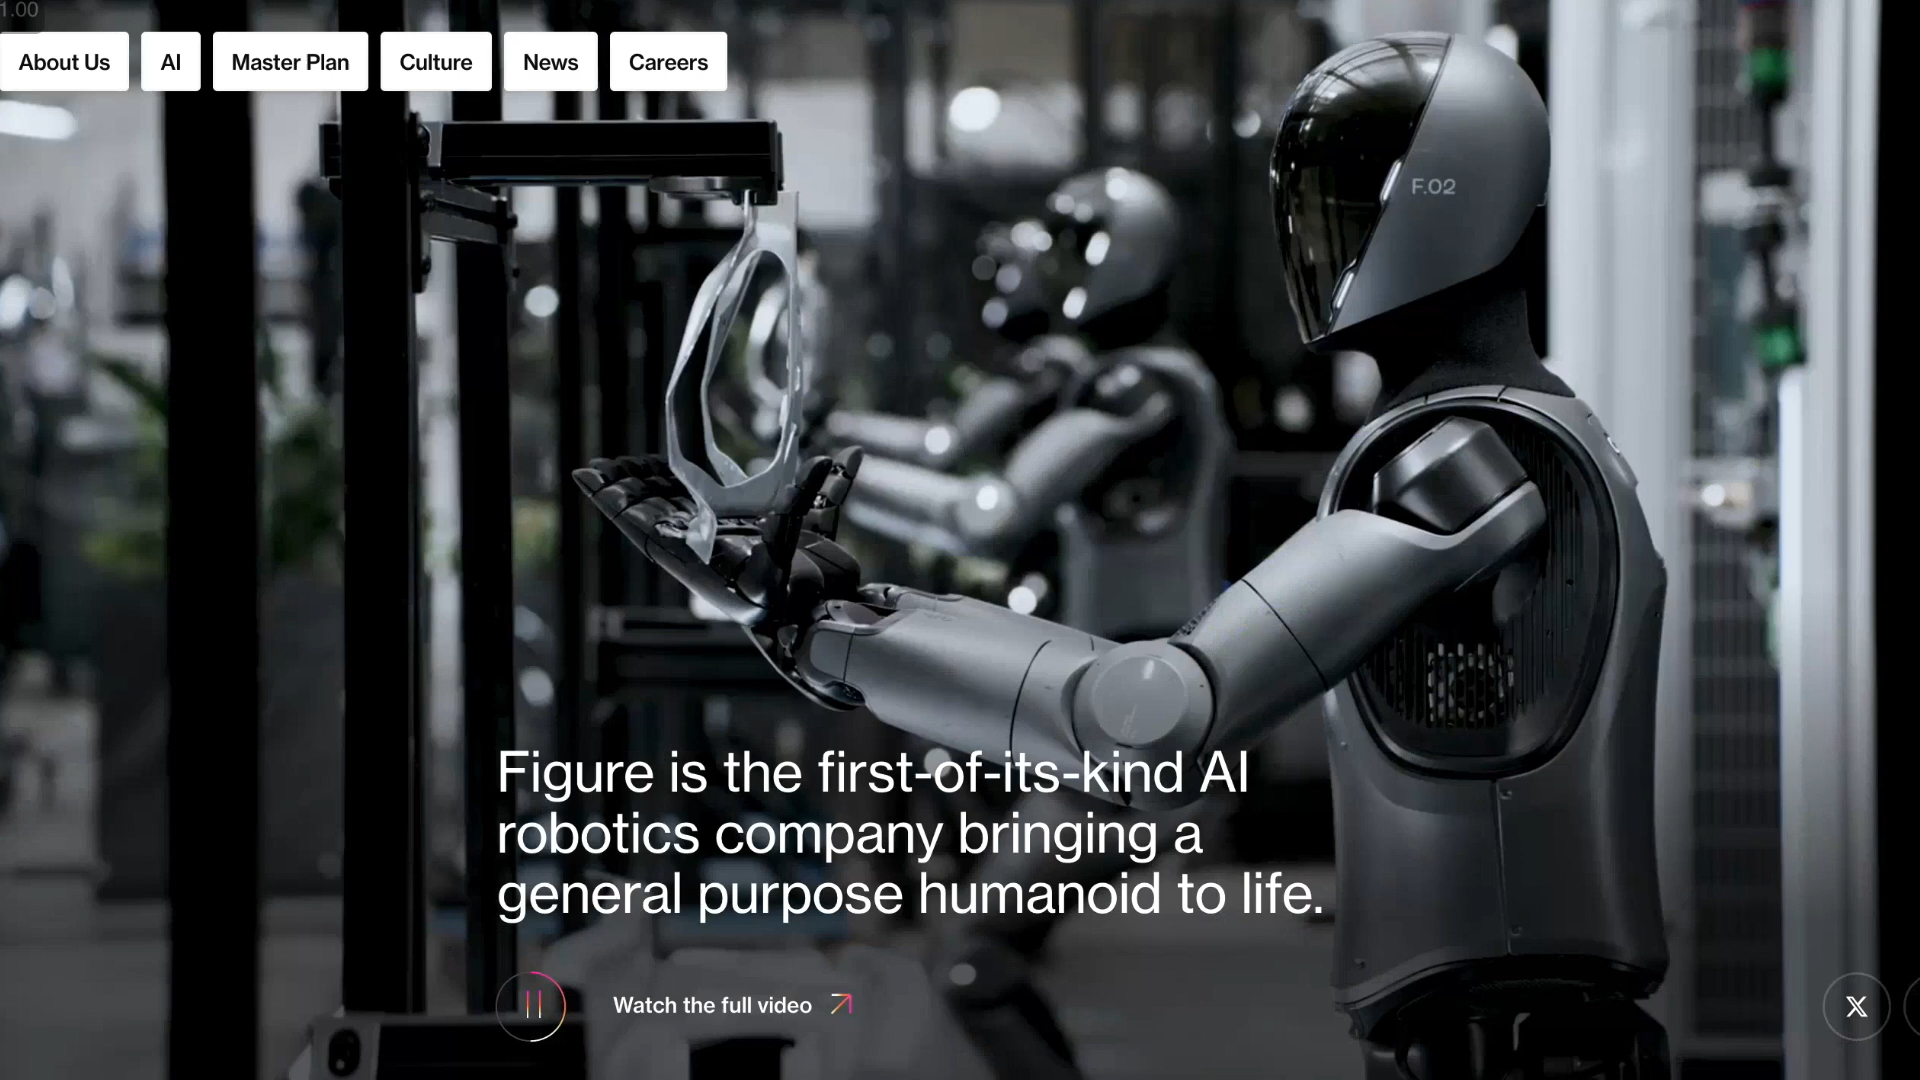 1.00
About Us
AI
Master Plan
Culture
News
Careers
F.02
Figure is the first-of-its-kind AI
robotics company bringing a
general purpose humanoid to life.
Watch the full video
X